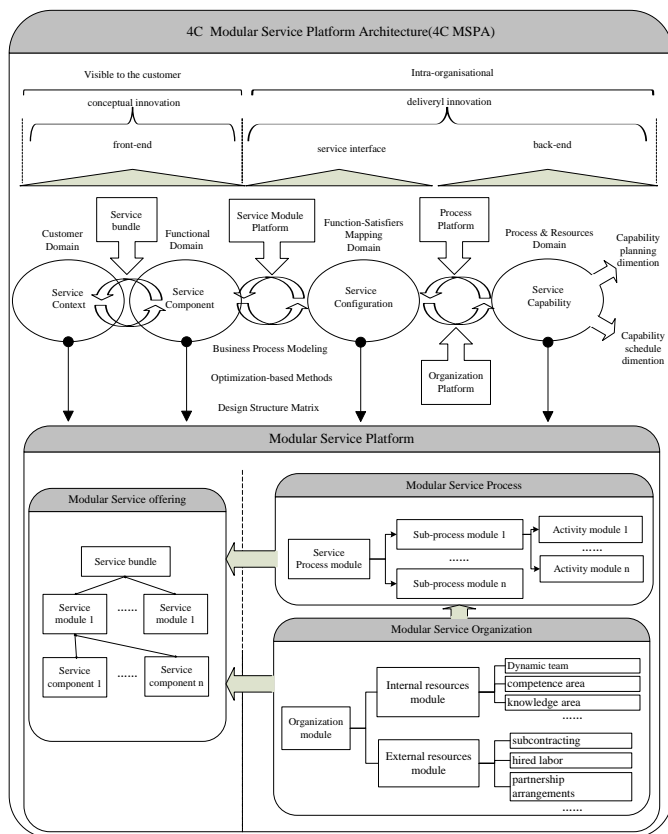 4C Modular Service Platform Architecture(4C MSPA)
Visible to the customer
Intra-organisational
conceptual innovation
deliveryl innovation
front-end
service interface
back-end
Service
bundle
Service Module
Platform
Process
Platform
Customer
Domain
Functional
Domain
Function-Satisfiers
Mapping
Domain
Process & Resources
Domain
Capability
planning
dimention
Service
Context
Service
Component
Service
Configuration
Service
Capability
Capability
schedule
dimention
Business Process Modeling
Optimization-based Methods
Design Structure Matrix
Organization
Platform
Modular Service Platform
Modular Service offering
Service bundle
Service
module 1
......
Service
module 1
Service
component 1
......
Service
component n
Modular Service Process
Service
Process module
Sub-process module 1
......
Sub-process module n
Activity module 1
......
Activity module n
Modular Service Organization
Organization
module
Internal resources
module
Dynamic team
competence area
knowledge area
......
External resources
module
subcontracting
hired labor
partnership
arrangements
......